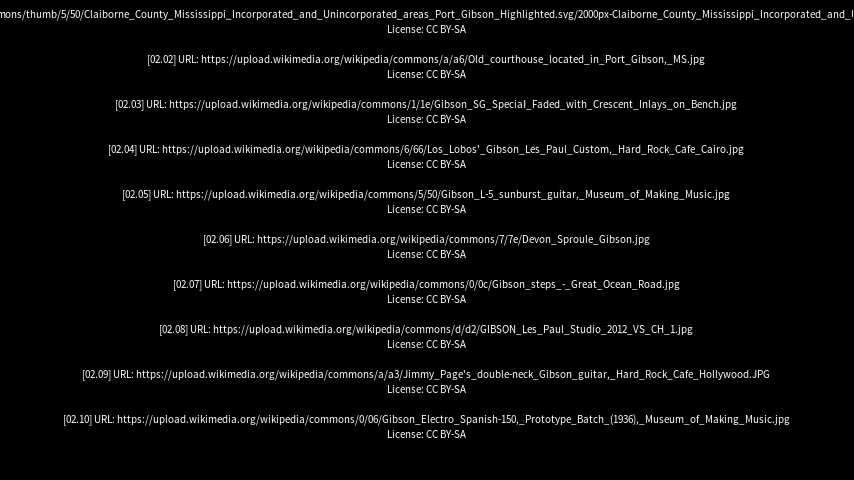 mons/thumb/5/50/Claiborne_County_Mississippi_Incorporated_and_Unincorporated_areas_Port_Gibson_Highlighted.svg/2000px-Claiborne_County_Mississippi_Incorporated_and_U
License: CC BY-SA
[02.02] URL: https://upload.wikimedia.org/wikipedia/commons/a/a6/Old_courthouse_located_in_Port_Gibson,_MS.jpg
License: CC BY-SA
[02.03] URL: https://upload.wikimedia.org/wikipedia/commons/1/1e/Gibson_SG_Special_Faded_with_Crescent_Inlays_on_Bench.jpg
License: CC BY-SA
[02.04] URL: https://upload.wikimedia.org/wikipedia/commons/6/66/Los_Lobos'_Gibson_Les_Paul_Custom,_Hard_Rock_Cafe_Cairo.jpg
License: CC BY-SA
[02.05] URL: https://upload.wikimedia.org/wikipedia/commons/5/50/Gibson_L-5_sunburst_guitar,_Museum_of_Making_Music.jpg
License: CC BY-SA
[02.06] URL: https://upload.wikimedia.org/wikipedia/commons/7/7e/Devon_Sproule_Gibson.jpg
License: CC BY-SA
[02.07] URL: https://upload.wikimedia.org/wikipedia/commons/0/0c/Gibson_steps_-_Great_Ocean_Road.jpg
License: CC BY-SA
[02.08] URL: https://upload.wikimedia.org/wikipedia/commons/d/d2/GIBSON_Les_Paul_Studio_2012_VS_CH_1.jpg
License: CC BY-SA
[02.09] URL: https://upload.wikimedia.org/wikipedia/commons/a/a3/Jimmy_Page's_double-neck_Gibson_guitar,_Hard_Rock_Cafe_Hollywood.JPG
License: CC BY-SA
[02.10] URL: https://upload.wikimedia.org/wikipedia/commons/0/06/Gibson_Electro_Spanish-150,_Prototype_Batch_(1936),_Museum_of_Making_Music.jpg
License: CC BY-SA